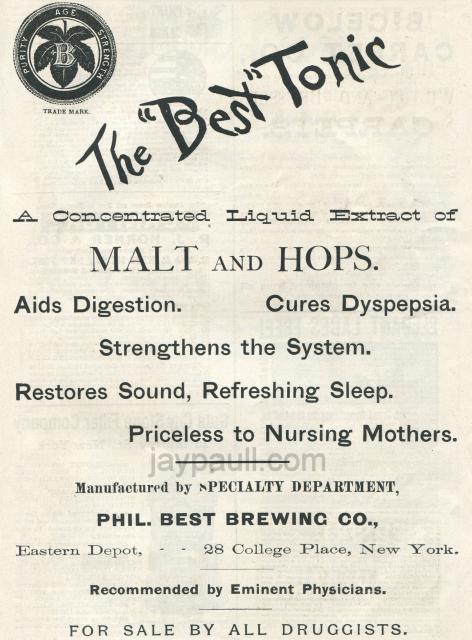 PURITY AGE STRENGTH
B
TRADE MARK.
The "Best" Tonic
A Concentrated Liquid Extract of
MALT AND HOPS.
Aids Digestion. Cures Dyspepsia.
Strengthens the System.
Restores Sound, Refreshing Sleep.
Priceless to Nursing Mothers.
jaypaull.com
Manufactured by SPECIALTY DEPARTMENT,
PHIL. BEST BREWING CO.,
Eastern Depot, - - 28 College Place, New York.
Recommended by Eminent Physicians.
FOR SALE BY ALL DRUGGISTS.